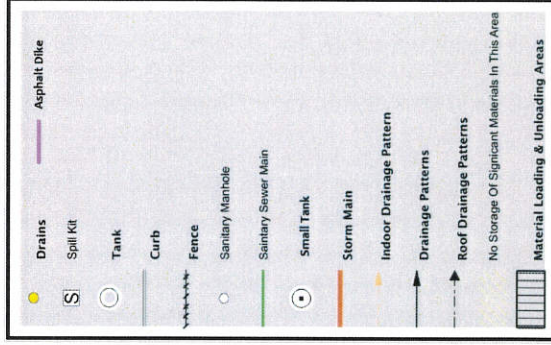 Drains
Asphalt Dike
S
Spill Kit
Tank
Curb
Fence
Sanitary Manhole
Saintary Sewer Main
Small Tank
Storm Main
Indoor Drainage Pattern
Drainage Patterns
Roof Drainage Patterns
No Storage Of Signicant Materials In This Area
Material Loading & Unloading Areas